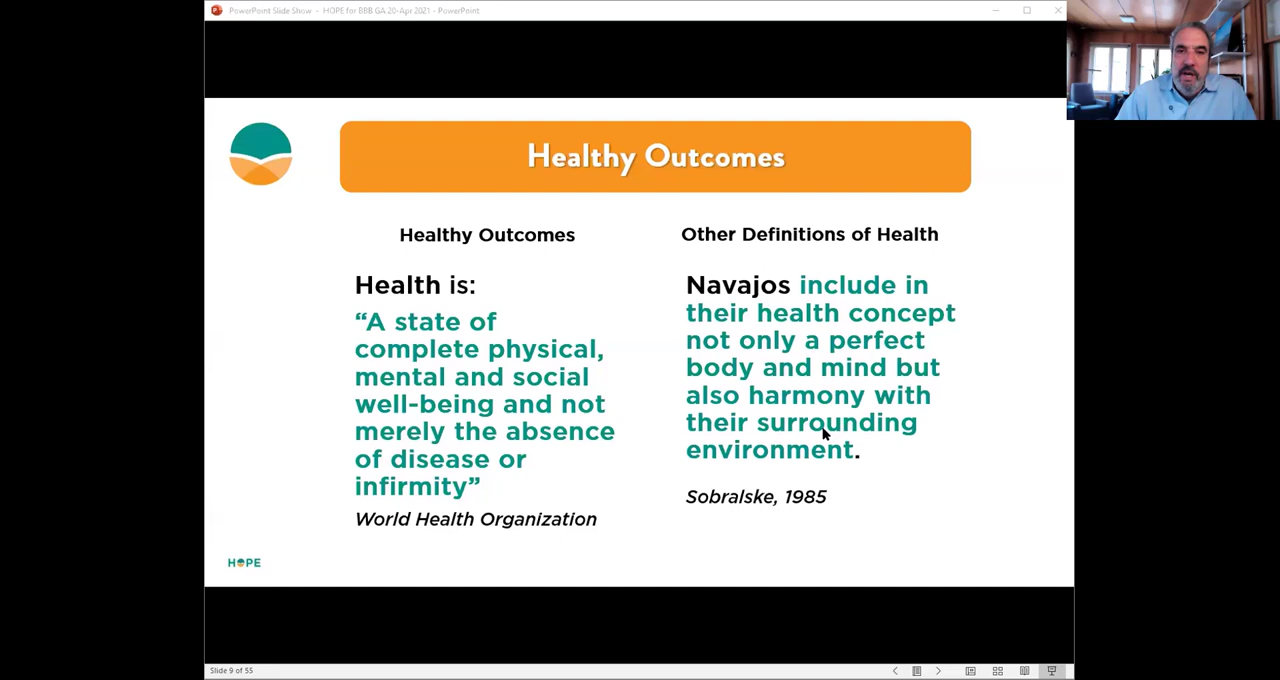 PowerPoint Slide Show - HOPE for BBB GA 20-Apr 2021 - PowerPoint
Healthy Outcomes
Healthy Outcomes
Health is:
“A state of
complete physical,
mental and social
well-being and not
merely the absence
of disease or
infirmity”
World Health Organization
Other Definitions of Health
Navajos include in
their health concept
not only a perfect
body and mind but
also harmony with
their surrounding
environment.
Sobralske, 1985
HOPE
Slide 9 of 55